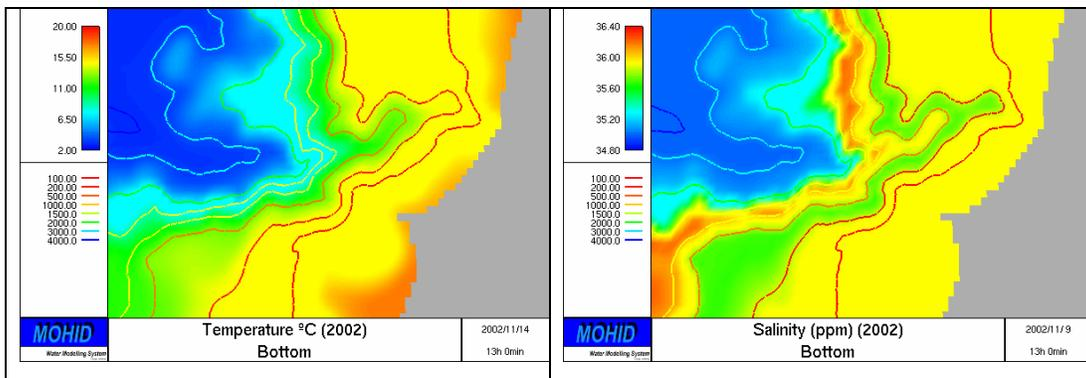 20.00
15.50
11.00
6.50
2.00
100.00
200.00
500.00
1000.00
1500.0
2000.0
3000.0
4000.0
MOHID
Water Modelling System
Temperature ºC (2002)
Bottom
2002/11/14
13h 0min
36.40
36.00
35.60
35.20
34.80
100.00
200.00
500.00
1000.00
1500.0
2000.0
3000.0
4000.0
MOHID
Water Modelling System
Salinity (ppm) (2002)
Bottom
2002/11/9
13h 0min